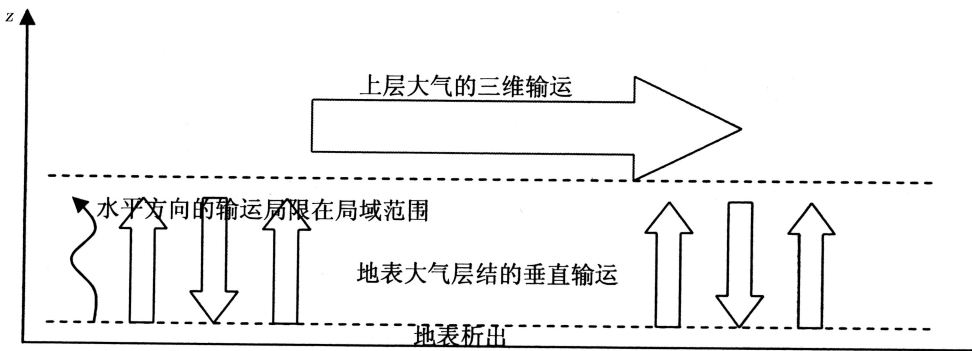 z
上层大气的三维输运
水平方向的输运局限在局域范围
地表大气层结的垂直输运
地表析出